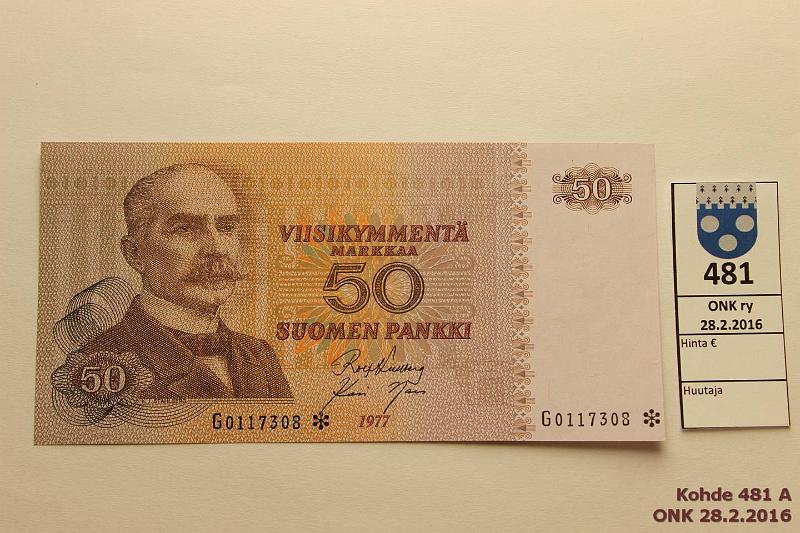 50
VIISIKYMMENTÄ
MARKKAA
50
SUOMEN PANKKI
50
G0117308 *
1977
G0117308 *
481
ONK ry
28.2.2016
Hinta €
Huutaja
Kohde 481 A
ONK 28.2.2016